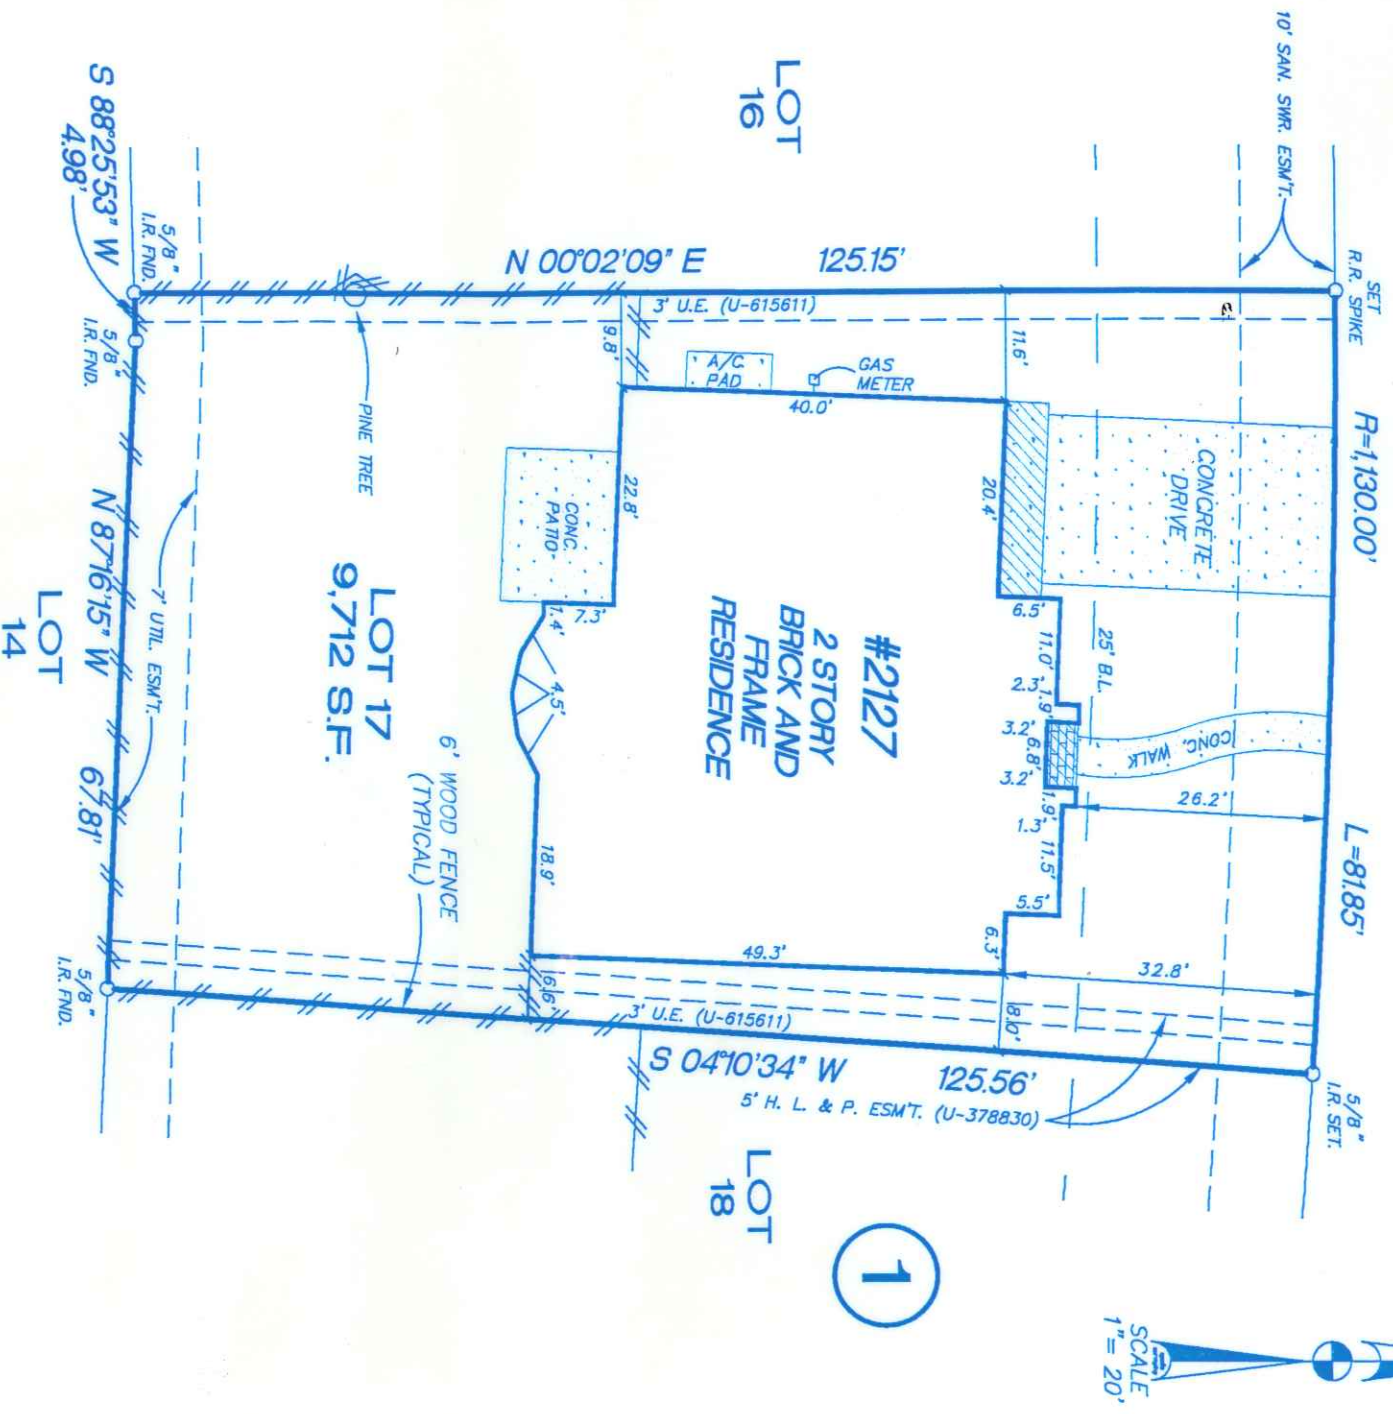 10' SAN. SWR. ESM'T.
SET
R.R. SPIKE
R=1,130.00'
L=81.85'
5/8"
I.R. SET.
LOT
16
N 00°02'09" E
125.15'
3' U.E. (U-615611)
9.8'
11.6'
A/C
PAD
GAS
METER
40.0'
CONCRETE
DRIVE
20.4'
22.8'
CONC.
PATIO
7.3'
1.4'
4.5'
18.9'
6.5'
11.0'
25' B.L.
2.3'
1.9'
3.2'
6.8'
3.2'
1.9'
1.3'
11.5'
5.5'
6.3'
CONC. WALK
26.2'
32.8'
#2127
2 STORY
BRICK AND
FRAME
RESIDENCE
49.3'
6.6'
8.0'
3' U.E. (U-615611)
S 04°10'34" W
125.56'
5' H. L. & P. ESM'T. (U-378830)
LOT 17
9,712 S.F.
PINE TREE
6' WOOD FENCE
(TYPICAL)
7' UTIL. ESM'T.
S 88°25'53" W
4.98'
5/8"
I.R. FND.
5/8"
I.R. FND.
N 87°16'15" W
67.81'
5/8"
I.R. FND.
LOT
14
LOT
18
1
SCALE
1"= 20'